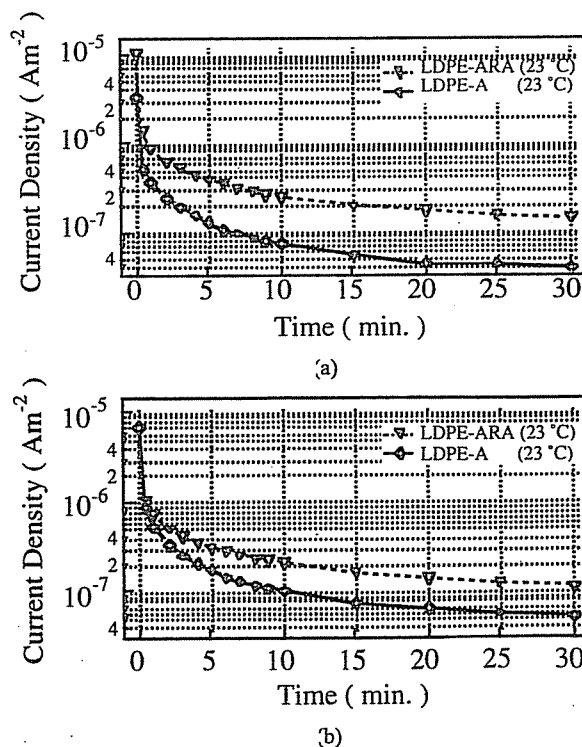 (a)
Current Density ( Am⁻² )
10⁻⁵
4
2
10⁻⁶
4
2
10⁻⁷
4
LDPE-ARA (23 °C)
LDPE-A (23 °C)
0 5 10 15 20 25 30
Time ( min. )
(a)
Current Density ( Am⁻² )
10⁻⁵
4
2
10⁻⁶
4
2
10⁻⁷
4
LDPE-ARA (23 °C)
LDPE-A (23 °C)
0 5 10 15 20 25 30
Time ( min. )
(b)